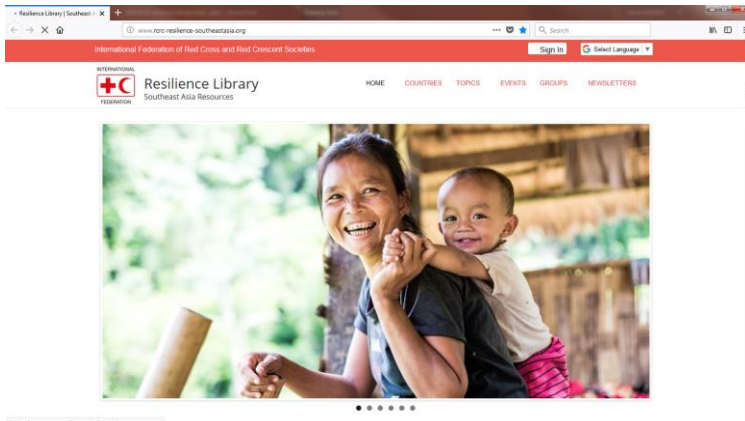 Resilience Library | Southeast A
www.rcrc-resilience-southeastasia.org
Search
International Federation of Red Cross and Red Crescent Societies
Sign In
G Select Language ▼
INTERNATIONAL
FEDERATION
Resilience Library
Southeast Asia Resources
HOME COUNTRIES TOPICS EVENTS GROUPS NEWSLETTERS